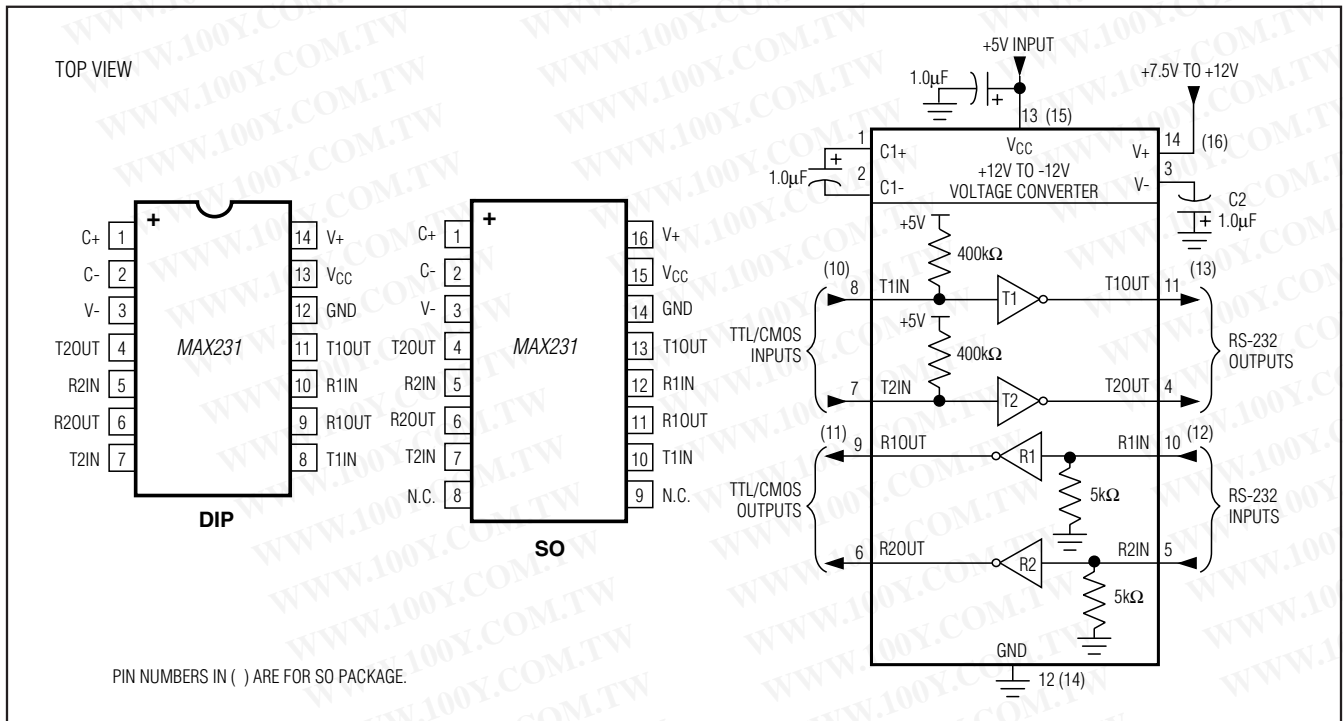 TOP VIEW
MAX231
C+ 1
C- 2
V- 3
T2OUT 4
R2IN 5
R2OUT 6
T2IN 7
14 V+
13 VCC
12 GND
11 T1OUT
10 R1IN
9 R1OUT
8 T1IN
+
DIP
MAX231
C+ 1
C- 2
V- 3
T2OUT 4
R2IN 5
R2OUT 6
T2IN 7
N.C. 8
16 V+
15 VCC
14 GND
13 T1OUT
12 R1IN
11 R1OUT
10 T1IN
9 N.C.
+
SO
PIN NUMBERS IN ( ) ARE FOR SO PACKAGE.
+5V INPUT
1.0µF
+
13 (15)
+7.5V TO +12V
1
C1+
VCC
V+
14
(16)
+
1.0µF
2
C1-
+12V TO -12V
VOLTAGE CONVERTER
V-
3
C2
+
1.0µF
+5V
400kΩ
(10)
8
T1IN
T1
T1OUT
11
(13)
+5V
400kΩ
TTL/CMOS
INPUTS
RS-232
OUTPUTS
7
T2IN
T2
T2OUT
4
(11)
9
R1OUT
R1
R1IN
10
(12)
TTL/CMOS
OUTPUTS
5kΩ
RS-232
INPUTS
6
R2OUT
R2
R2IN
5
5kΩ
GND
12 (14)
WWW.100Y.COM.TW